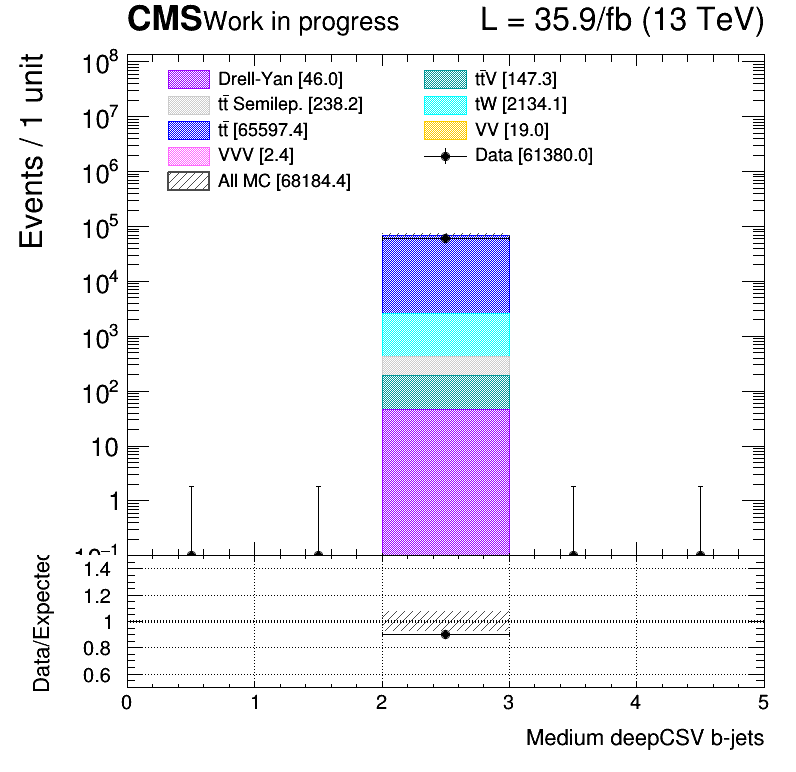 CMS Work in progress L = 35.9/fb (13 TeV)
Events / 1 unit
10⁸
10⁷
10⁶
10⁵
10⁴
10³
10²
10
1
10⁻¹
Drell-Yan [46.0]
tt̄ Semilep. [238.2]
tt̄ [65597.4]
VVV [2.4]
All MC [68184.4]
tt̄V [147.3]
tW [2134.1]
VV [19.0]
Data [61380.0]
Data/Expected
1.4
1.2
1
0.8
0.6
0 1 2 3 4 5
Medium deepCSV b-jets